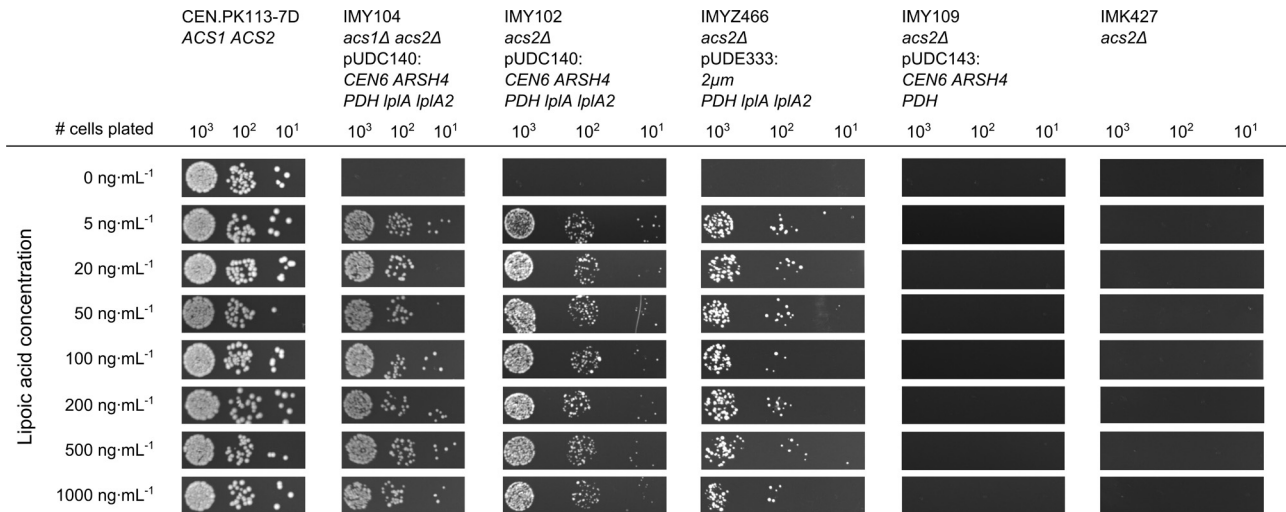 CEN.PK113-7D IMY104 IMY102 IMYZ466 IMY109 IMK427
ACS1 ACS2 acs1Δ acs2Δ acs2Δ acs2Δ acs2Δ acs2Δ
pUDC140: pUDC140: pUDE333: pUDC143:
CEN6 ARSH4 CEN6 ARSH4 2μm CEN6 ARSH4
PDH lplA lplA2 PDH lplA lplA2 PDH lplA lplA2 PDH
# cells plated 10³ 10² 10¹ 10³ 10² 10¹ 10³ 10² 10¹ 10³ 10² 10¹ 10³ 10² 10¹ 10³ 10² 10¹
Lipoic acid concentration
0 ng·mL⁻¹
5 ng·mL⁻¹
20 ng·mL⁻¹
50 ng·mL⁻¹
100 ng·mL⁻¹
200 ng·mL⁻¹
500 ng·mL⁻¹
1000 ng·mL⁻¹